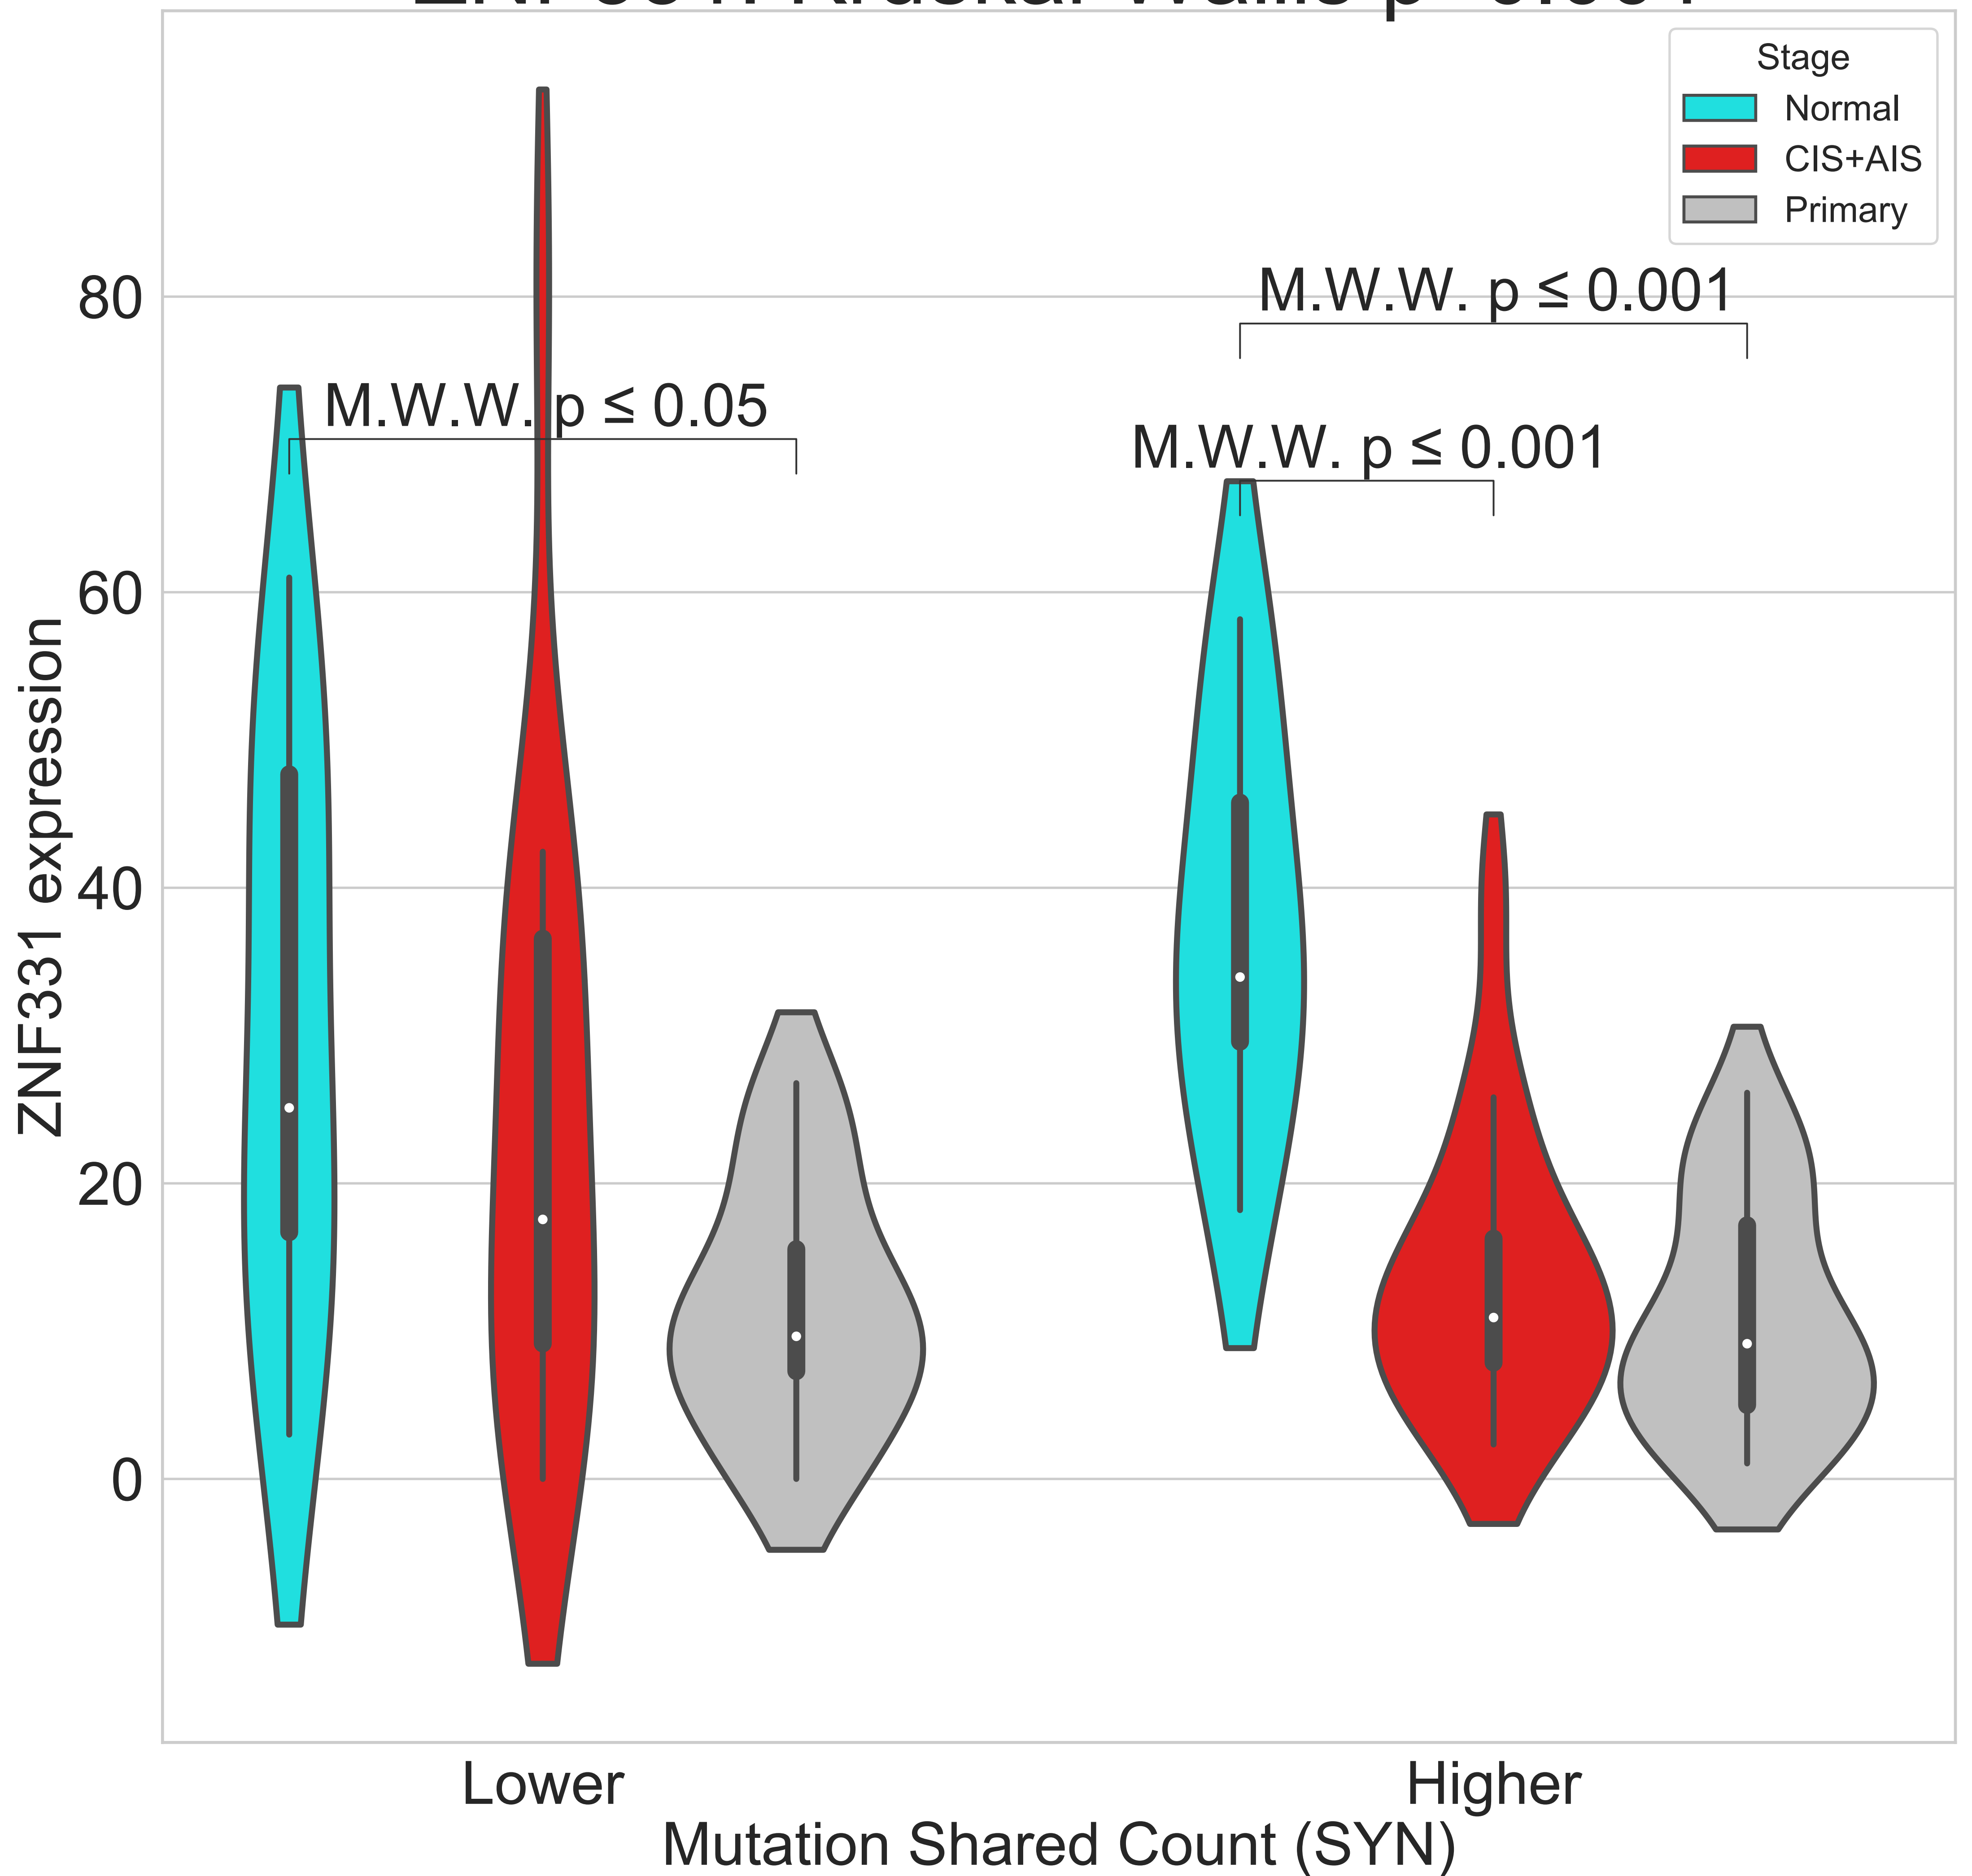 Stage
Normal
CIS+AIS
Primary
80
60
40
20
0
ZNF331 expression
M.W.W. p ≤ 0.001
M.W.W. p ≤ 0.05
M.W.W. p ≤ 0.001
Lower
Higher
Mutation Shared Count (SYN)